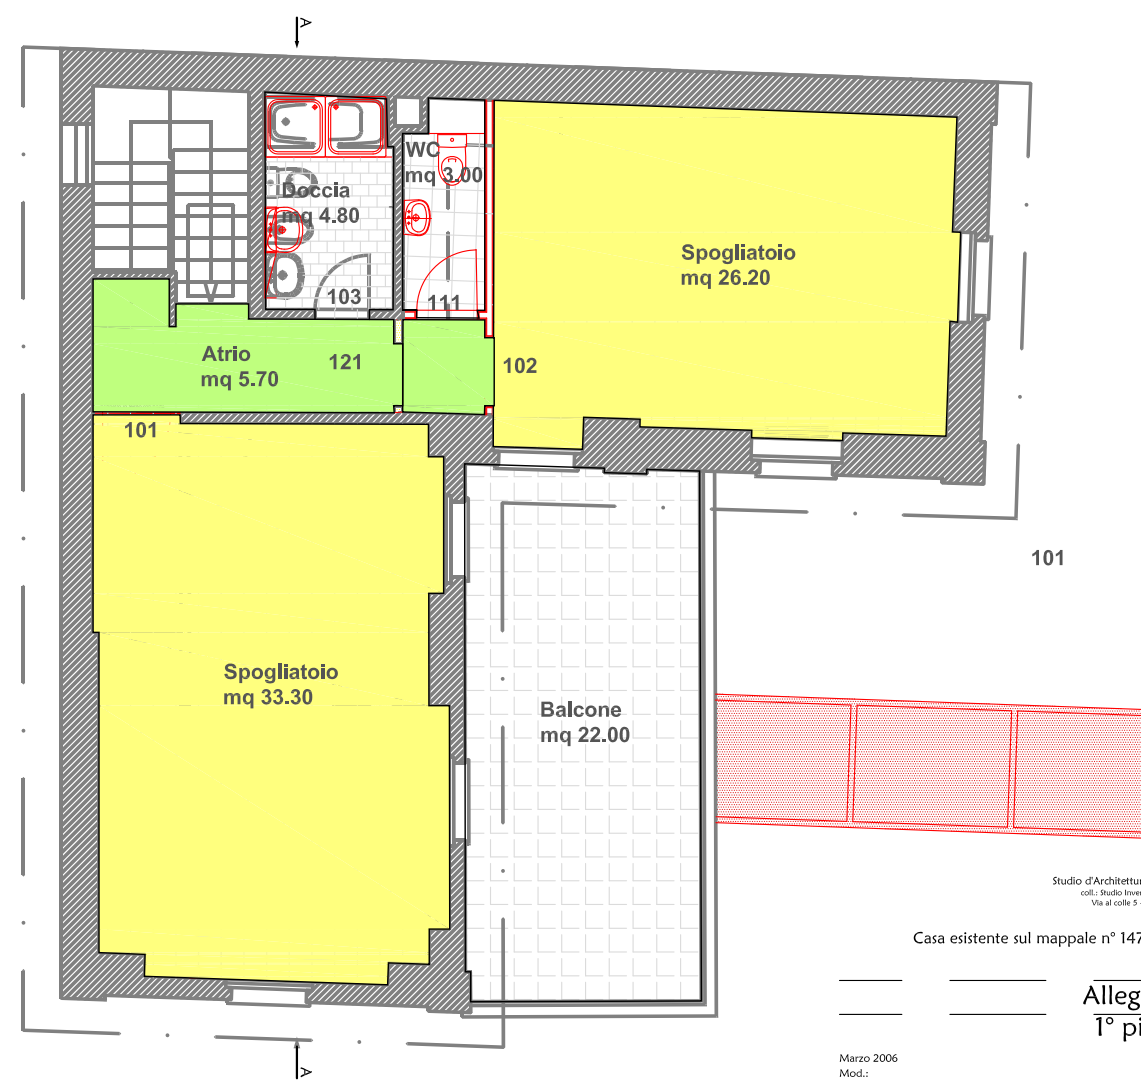 A
WC
mq 3.00
Doccia
mq 4.80
Spogliatoio
mq 26.20
103
111
Atrio
mq 5.70
121
102
101
101
Spogliatoio
mq 33.30
Balcone
mq 22.00
Studio d'Architettur
coll.: Studio Inver
Via al colle 5 -
Casa esistente sul mappale n° 147
Alleg
1° pi
Marzo 2006
Mod.:
A